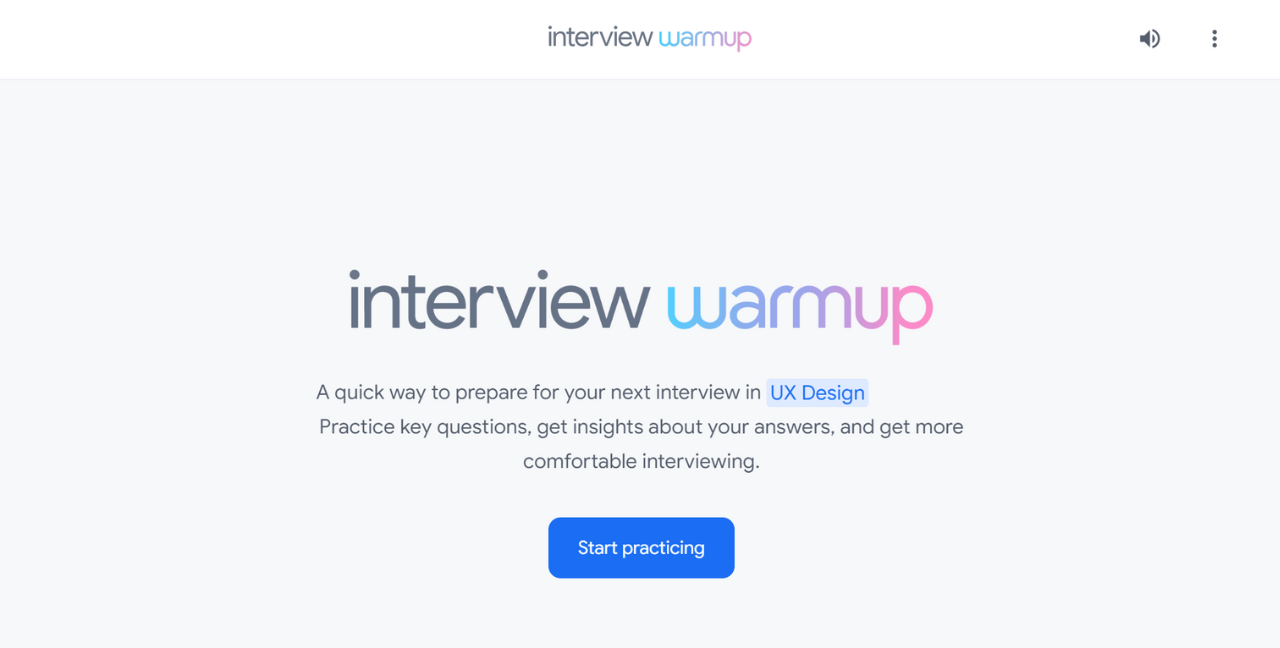 interview warmup
interview warmup
A quick way to prepare for your next interview in UX Design
Practice key questions, get insights about your answers, and get more
comfortable interviewing.
Start practicing